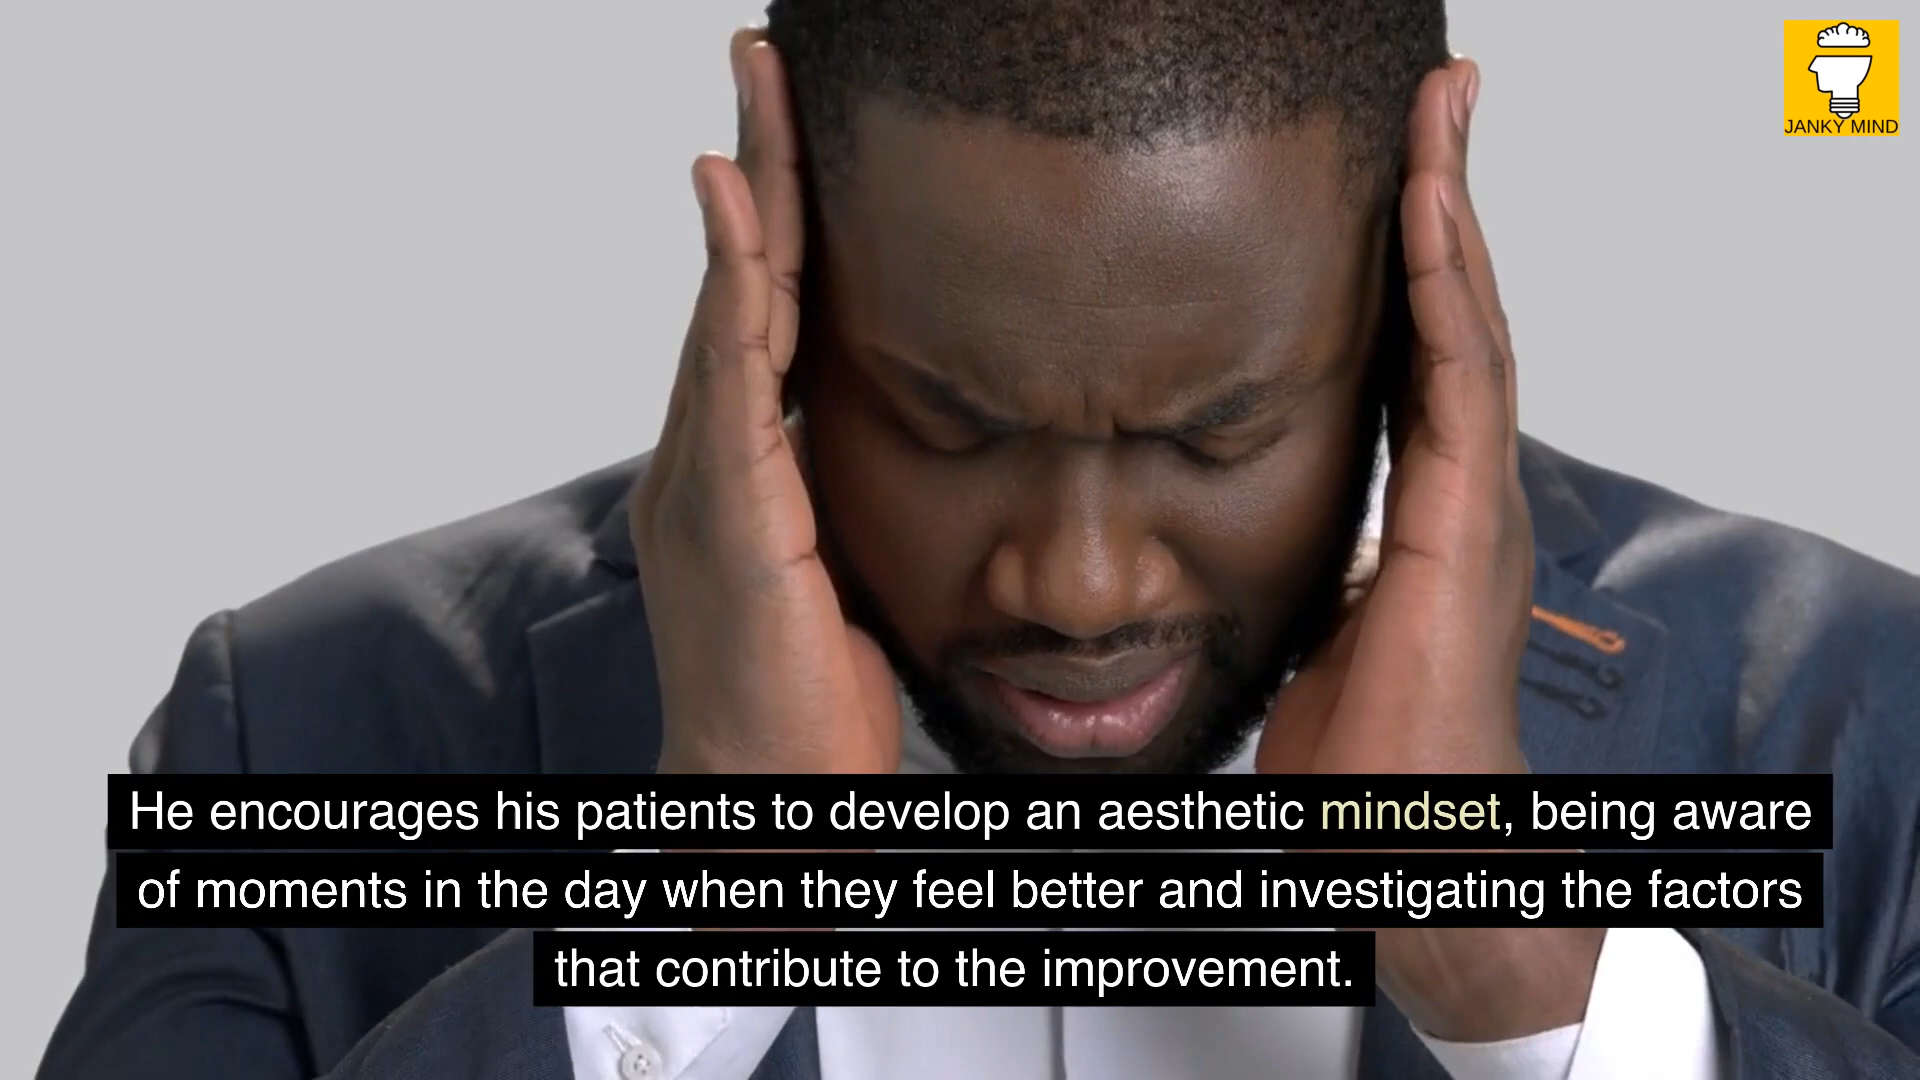 JANKY MIND
He encourages his patients to develop an aesthetic mindset, being aware
of moments in the day when they feel better and investigating the factors
that contribute to the improvement.